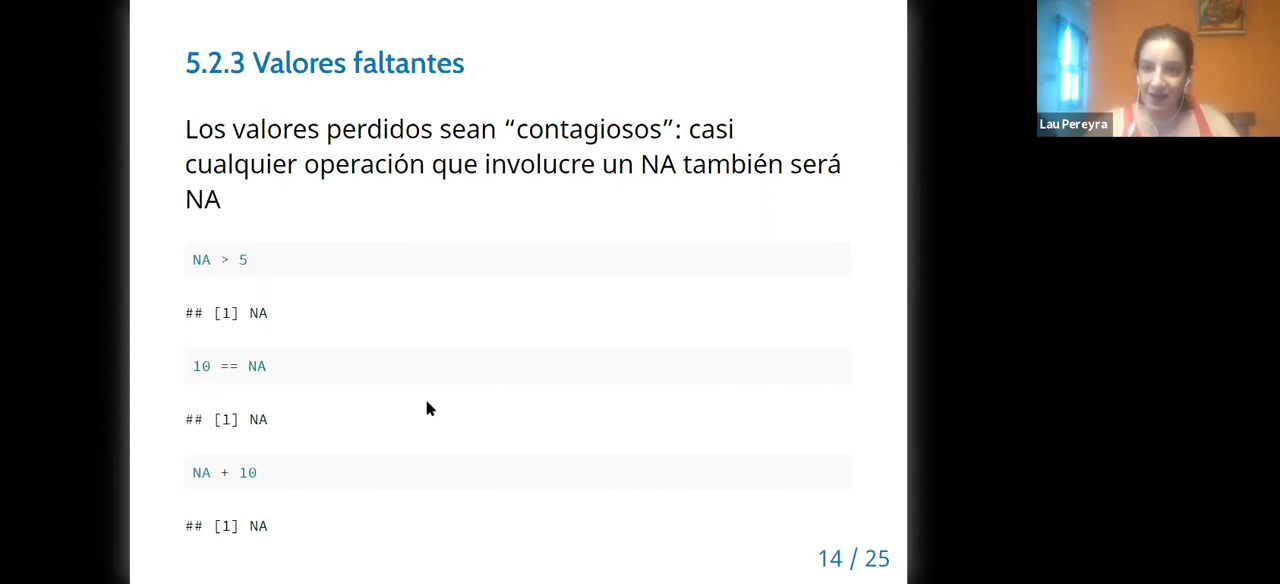 5.2.3 Valores faltantes
Los valores perdidos sean “contagiosos”: casi
cualquier operación que involucre un NA también será
NA
NA > 5
## [1] NA
10 == NA
## [1] NA
NA + 10
## [1] NA
14 / 25
Lau Pereyra